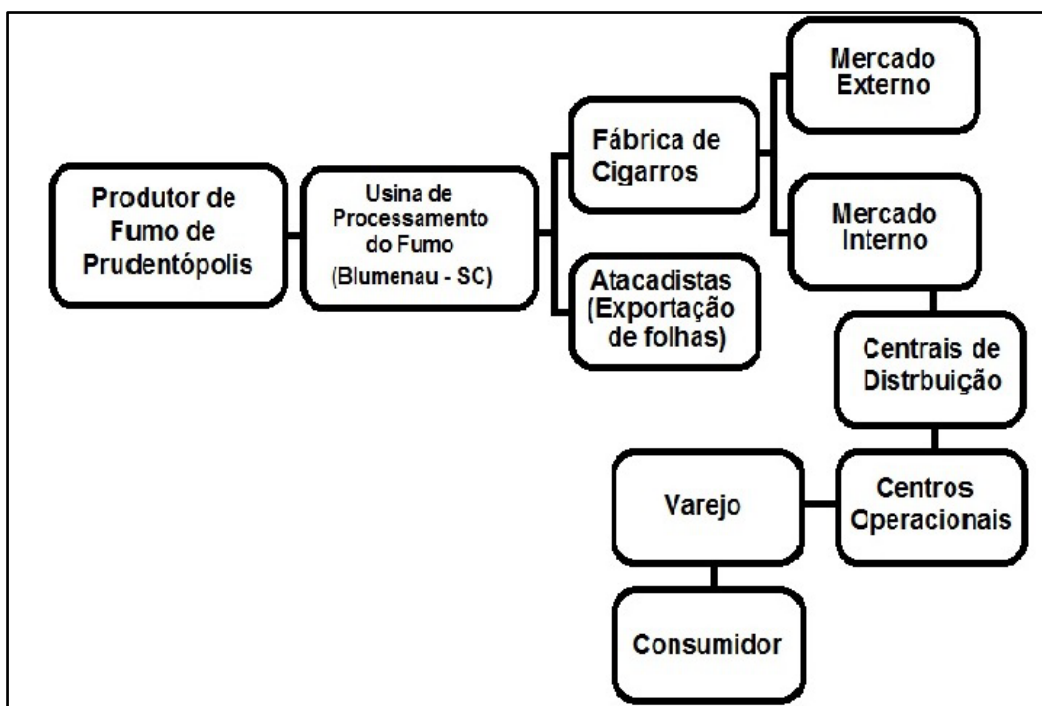 Produtor de
Fumo de
Prudentópolis
Usina de
Processamento
do Fumo
(Blumenau - SC)
Fábrica de
Cigarros
Atacadistas
(Exportação
de folhas)
Mercado
Externo
Mercado
Interno
Centrais de
Distrbuição
Centros
Operacionais
Varejo
Consumidor